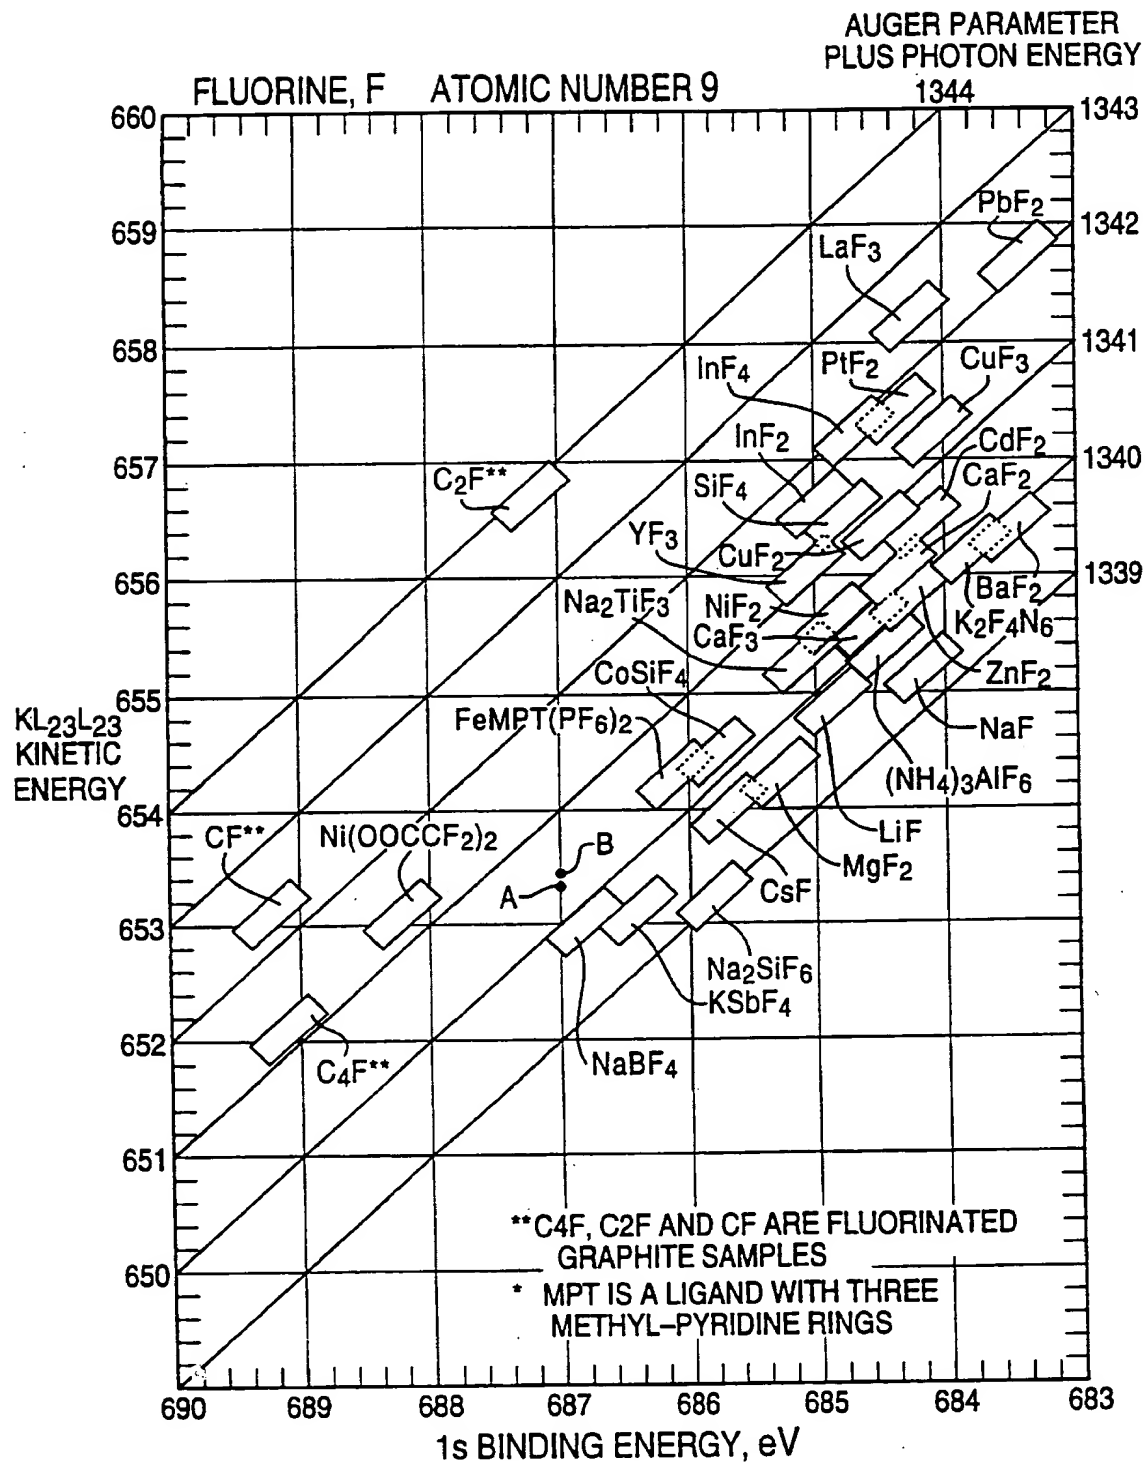 AUGER PARAMETER
PLUS PHOTON ENERGY
FLUORINE, F ATOMIC NUMBER 9
1344
660
1343
PbF2
659
1342
LaF3
658
1341
InF4
PtF2
CuF3
InF2
CdF2
657
1340
C2F**
SiF4
CaF2
YF3
CuF2
656
1339
Na2TiF3
NiF2
BaF2
CaF3
K2F4N6
CoSiF4
ZnF2
655
KL23L23
KINETIC
ENERGY
FeMPT(PF6)2
NaF
(NH4)3AlF6
654
CF**
Ni(OOCCF2)2
LiF
B
MgF2
A
CsF
653
Na2SiF6
KSbF4
652
C4F**
NaBF4
651
**C4F, C2F AND CF ARE FLUORINATED
GRAPHITE SAMPLES
650
* MPT IS A LIGAND WITH THREE
METHYL-PYRIDINE RINGS
690 689 688 687 686 685 684 683
1s BINDING ENERGY, eV